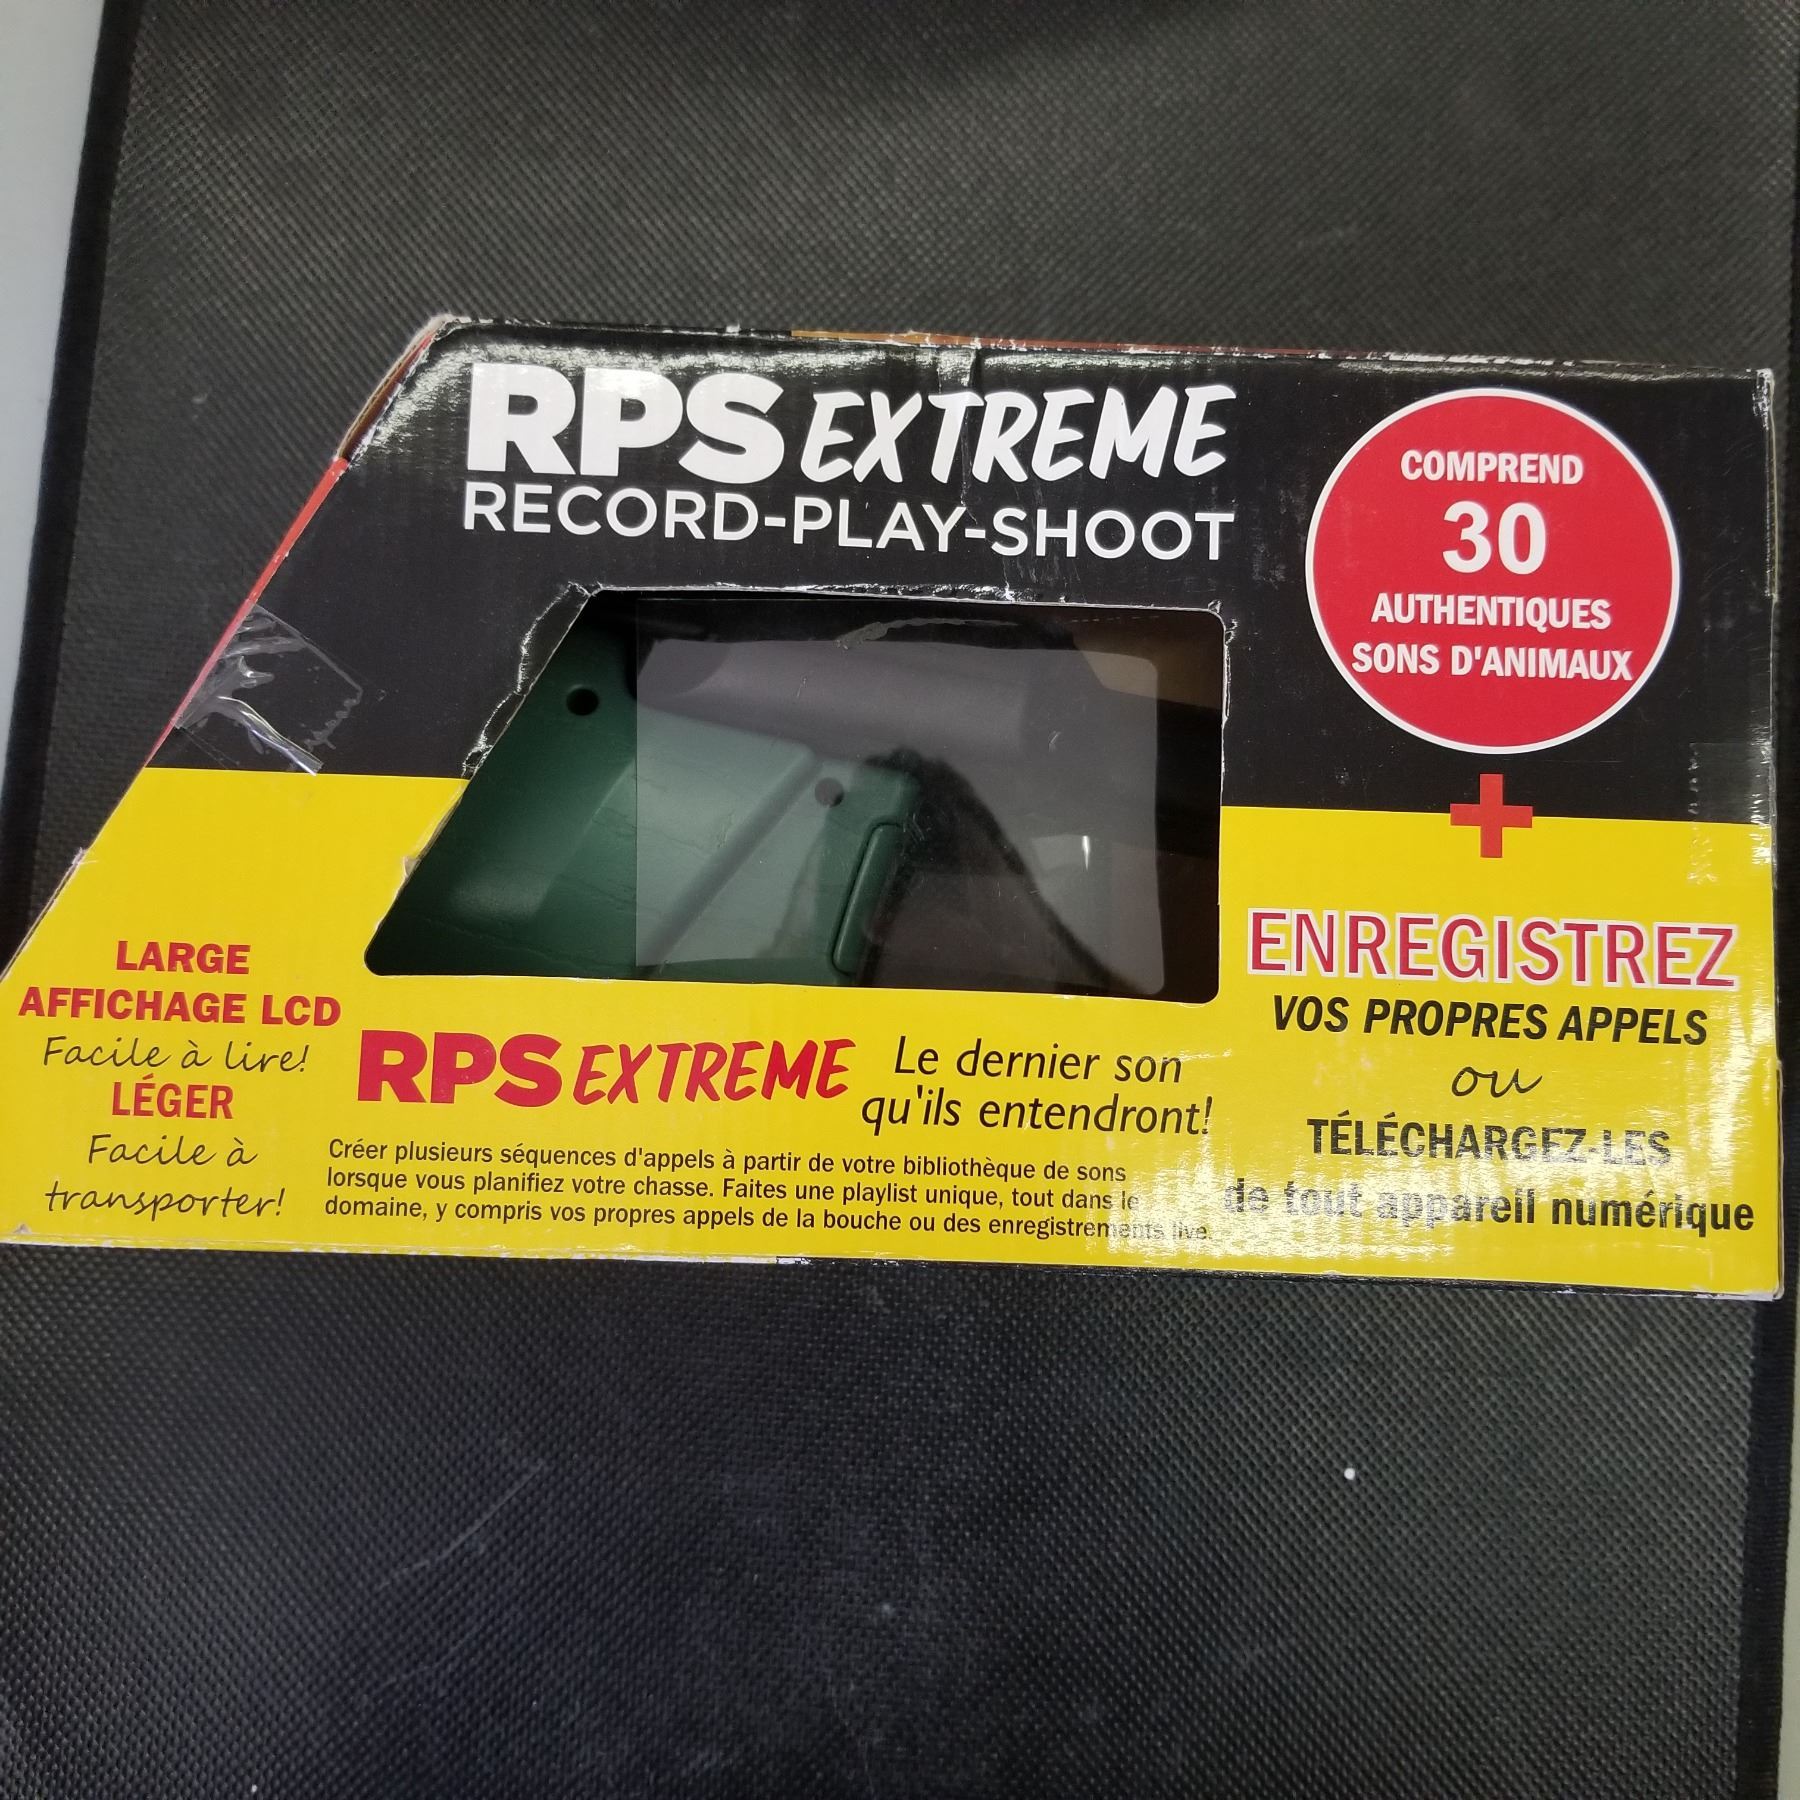 RPS EXTREME
RECORD-PLAY-SHOOT
COMPREND
30
AUTHENTIQUES
SONS D'ANIMAUX
+
ENREGISTREZ
VOS PROPRES APPELS
ou
TÉLÉCHARGEZ-LES
de tout appareil numérique
LARGE
AFFICHAGE LCD
Facile à lire!
LÉGER
Facile à
transporter!
RPS EXTREME
Le dernier son
qu'ils entendront!
Créer plusieurs séquences d'appels à partir de votre bibliothèque de sons
lorsque vous planifiez votre chasse. Faites une playlist unique, tout dans le
domaine, y compris vos propres appels de la bouche ou des enregistrements live.